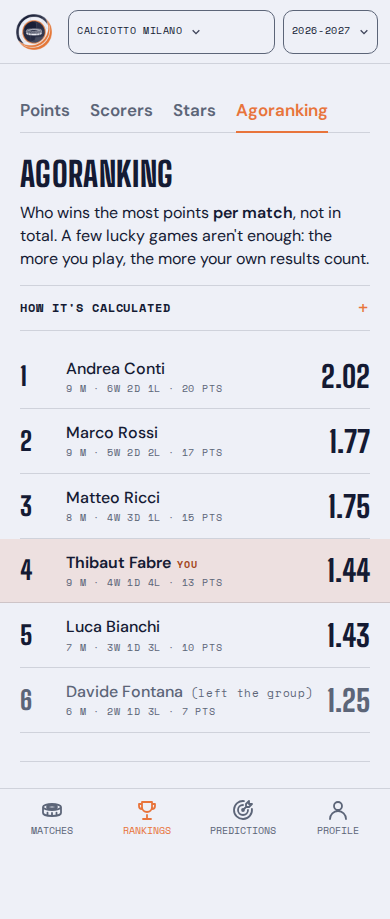 CALCIOTTO MILANO
2026-2027
Points Scorers Stars Agoranking
AGORANKING
Who wins the most points per match, not in
total. A few lucky games aren't enough: the
more you play, the more your own results count.
HOW IT'S CALCULATED +
1 Andrea Conti 2.02
9 M · 6W 2D 1L · 20 PTS
2 Marco Rossi 1.77
9 M · 5W 2D 2L · 17 PTS
3 Matteo Ricci 1.75
8 M · 4W 3D 1L · 15 PTS
4 Thibaut Fabre YOU 1.44
9 M · 4W 1D 4L · 13 PTS
5 Luca Bianchi 1.43
7 M · 3W 1D 3L · 10 PTS
6 Davide Fontana (left the group) 1.25
6 M · 2W 1D 3L · 7 PTS
MATCHES RANKINGS PREDICTIONS PROFILE